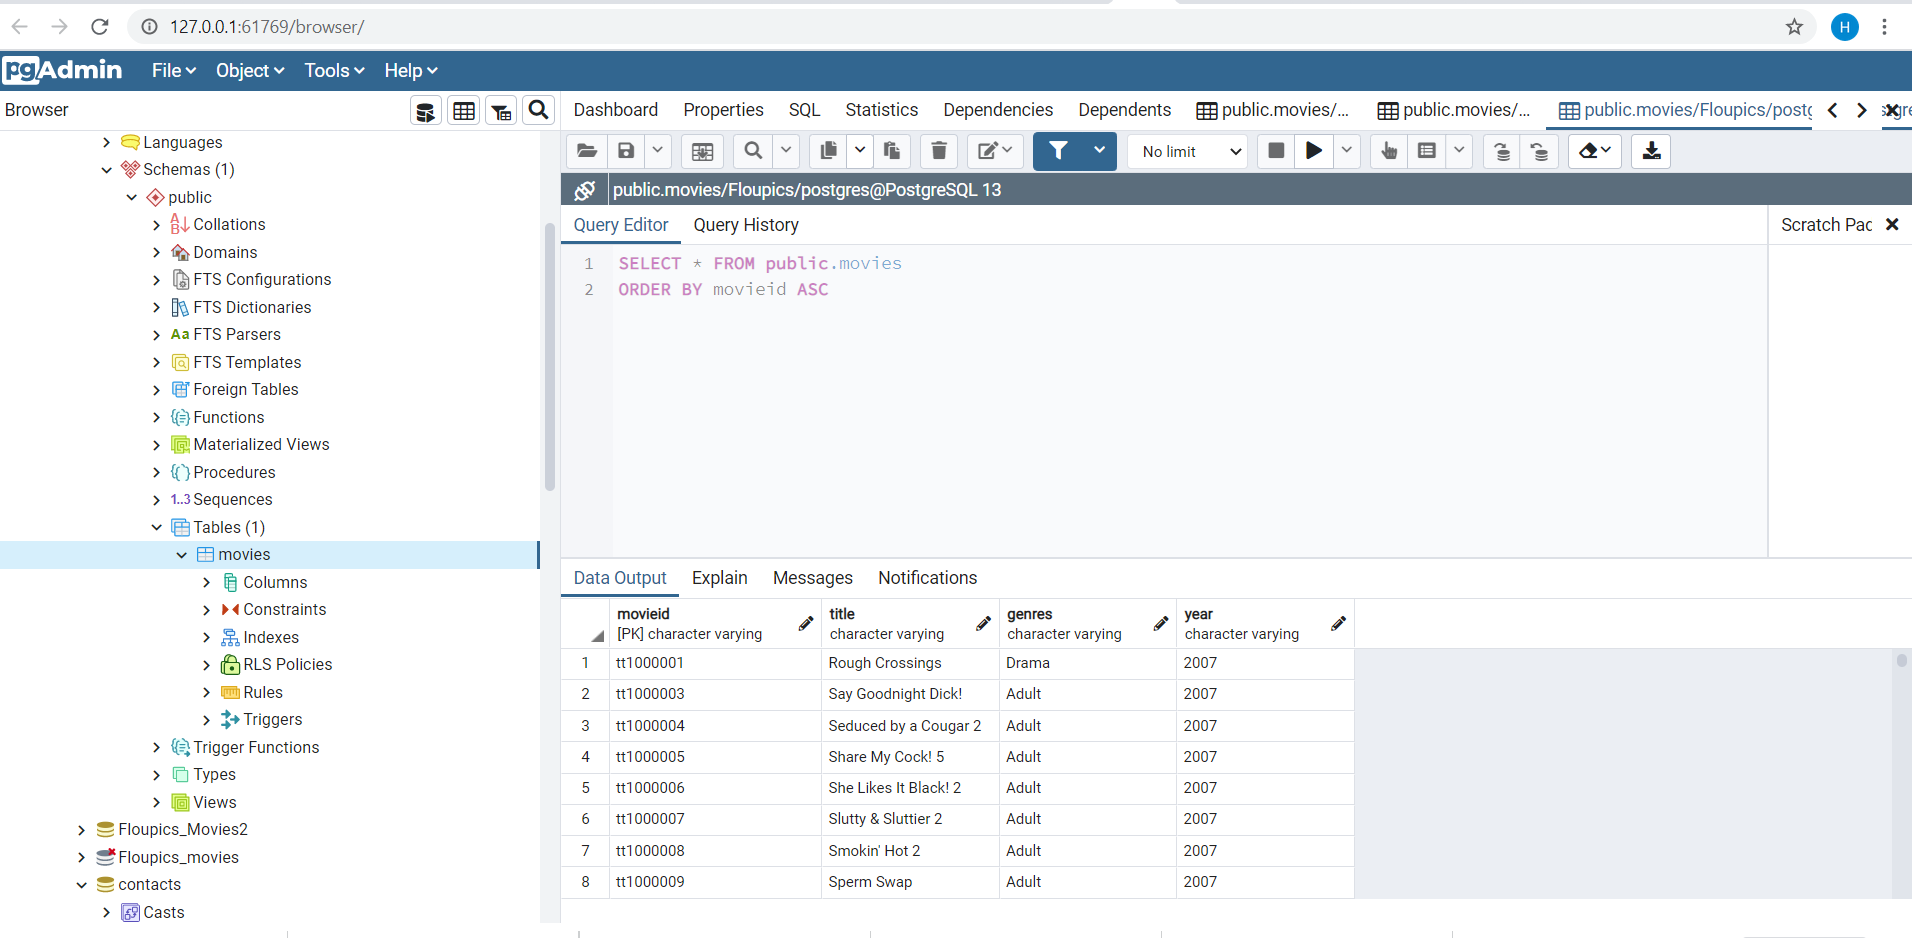 127.0.0.1:61769/browser/
H
pgAdmin File Object Tools Help
Browser
Dashboard Properties SQL Statistics Dependencies Dependents public.movies/... public.movies/... public.movies/Floupics/postg
No limit
public.movies/Floupics/postgres@PostgreSQL 13
Query Editor Query History
Scratch Pad
1 SELECT * FROM public.movies
2 ORDER BY movieid ASC
Languages
Schemas (1)
public
Collations
Domains
FTS Configurations
FTS Dictionaries
Aa FTS Parsers
FTS Templates
Foreign Tables
Functions
Materialized Views
Procedures
1..3 Sequences
Tables (1)
movies
Columns
Constraints
Indexes
RLS Policies
Rules
Triggers
Trigger Functions
Types
Views
Floupics_Movies2
Floupics_movies
contacts
Casts
Data Output Explain Messages Notifications
movieid title genres year
[PK] character varying character varying character varying character varying
1 tt1000001 Rough Crossings Drama 2007
2 tt1000003 Say Goodnight Dick! Adult 2007
3 tt1000004 Seduced by a Cougar 2 Adult 2007
4 tt1000005 Share My Cock! 5 Adult 2007
5 tt1000006 She Likes It Black! 2 Adult 2007
6 tt1000007 Slutty & Sluttier 2 Adult 2007
7 tt1000008 Smokin' Hot 2 Adult 2007
8 tt1000009 Sperm Swap Adult 2007